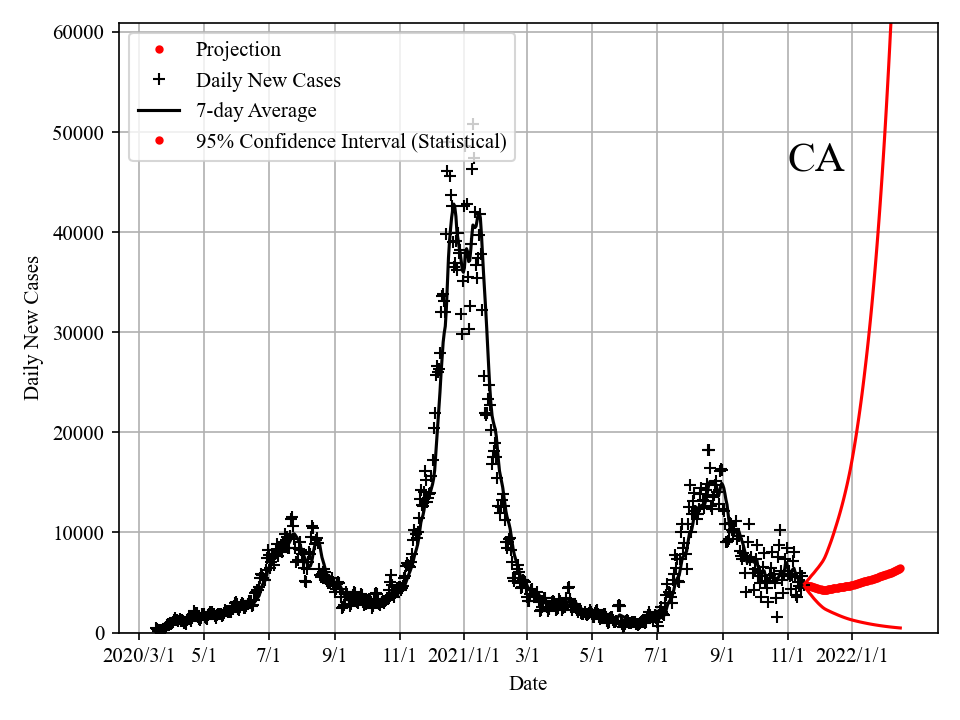 60000
50000
40000
30000
20000
10000
0
Daily New Cases
Projection
Daily New Cases
7-day Average
95% Confidence Interval (Statistical)
CA
2020/3/1 5/1 7/1 9/1 11/1 2021/1/1 3/1 5/1 7/1 9/1 11/1 2022/1/1
Date